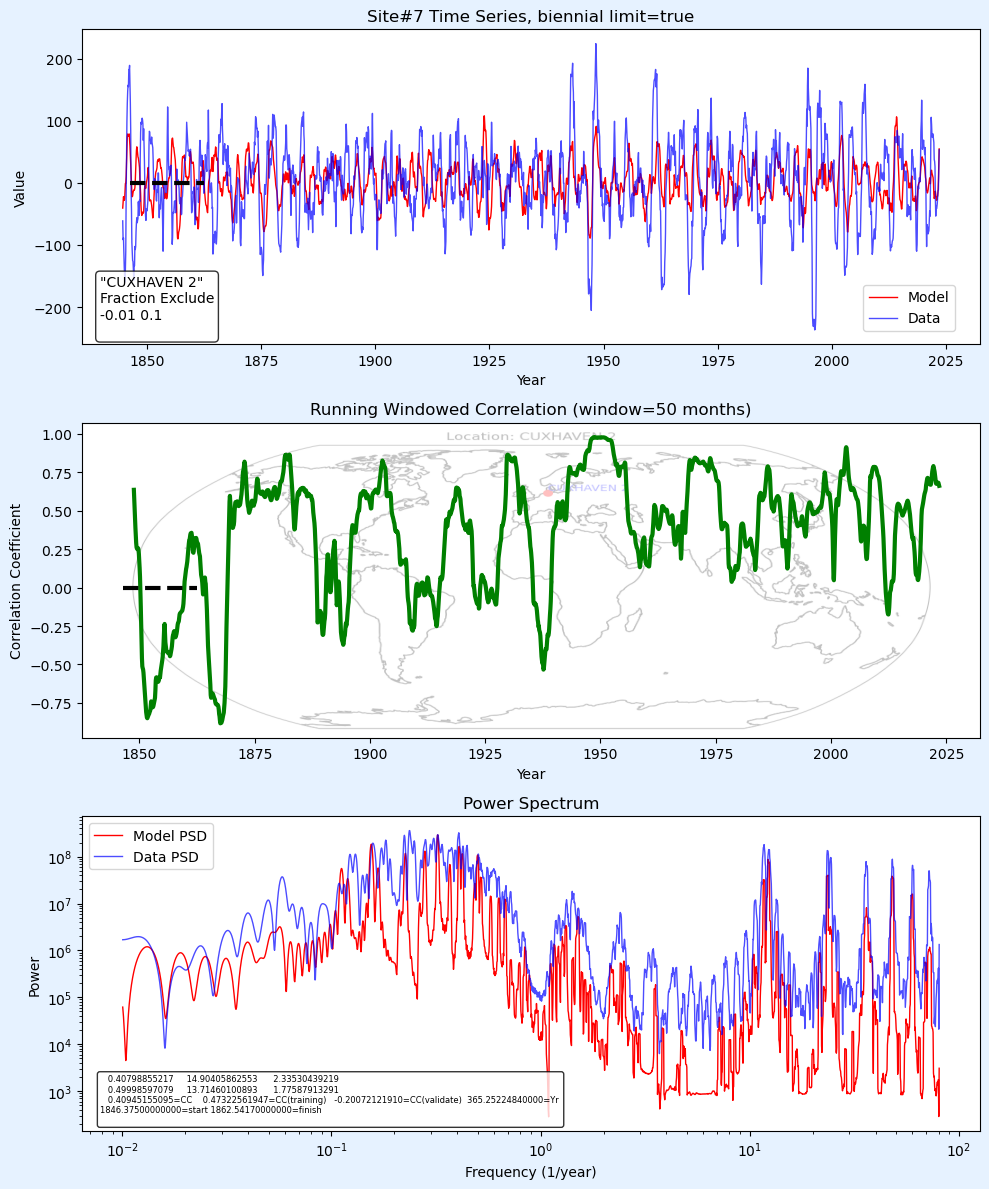 Site#7 Time Series, biennial limit=true
Value
200
100
0
−100
−200
"CUXHAVEN 2"
Fraction Exclude
-0.01 0.1
Model
Data
1850
1875
1900
1925
1950
1975
2000
2025
Year
Running Windowed Correlation (window=50 months)
Location: CUXHAVEN 2
CUXHAVEN 2
Correlation Coefficient
1.00
0.75
0.50
0.25
0.00
−0.25
−0.50
−0.75
1850
1875
1900
1925
1950
1975
2000
2025
Year
Power Spectrum
Model PSD
Data PSD
Power
10⁸
10⁷
10⁶
10⁵
10⁴
10³
0.40798855217 14.90405862553 2.33530439219
0.49998597079 13.71460100893 1.77587913291
0.40945155095=CC 0.47322561947=CC(training) -0.20072121910=CC(validate) 365.25224840000=Yr
1846.37500000000=start 1862.54170000000=finish
10⁻²
10⁻¹
10⁰
10¹
10²
Frequency (1/year)